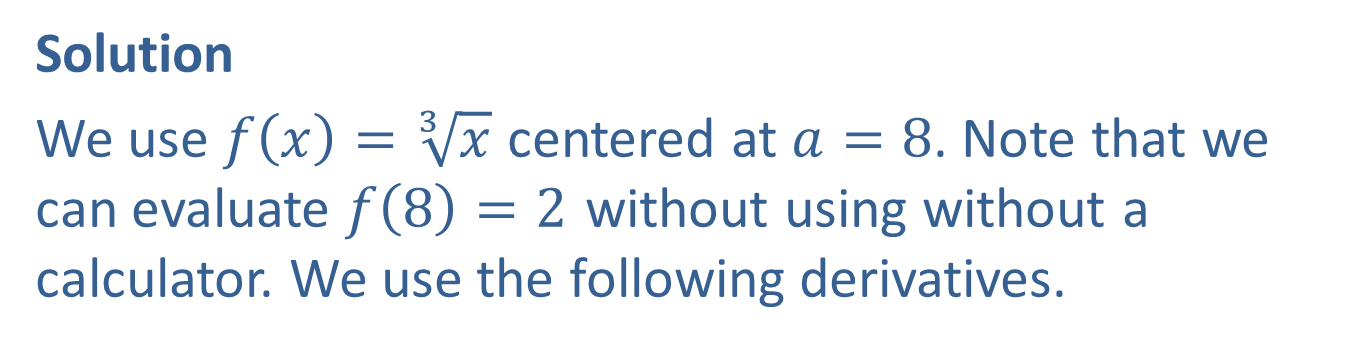 Solution
We use f(x) = ∛x centered at a = 8. Note that we
can evaluate f(8) = 2 without using without a
calculator. We use the following derivatives.